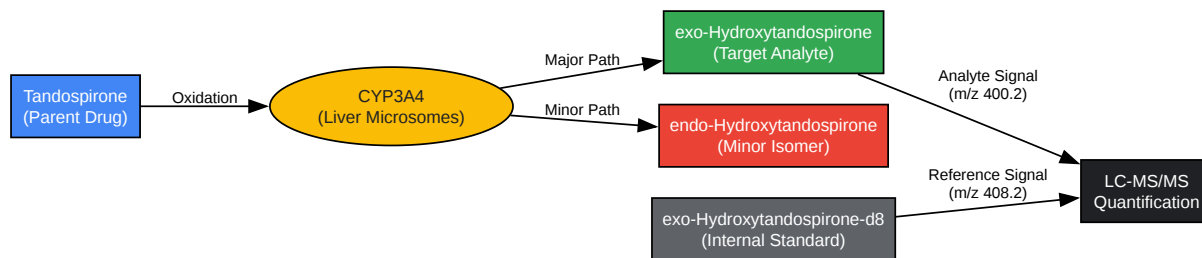 Tandospirone
(Parent Drug)
Oxidation
CYP3A4
(Liver Microsomes)
Major Path
Minor Path
exo-Hydroxytandospirone
(Target Analyte)
endo-Hydroxytandospirone
(Minor Isomer)
exo-Hydroxytandospirone-d8
(Internal Standard)
Analyte Signal
(m/z 400.2)
Reference Signal
(m/z 408.2)
LC-MS/MS
Quantification